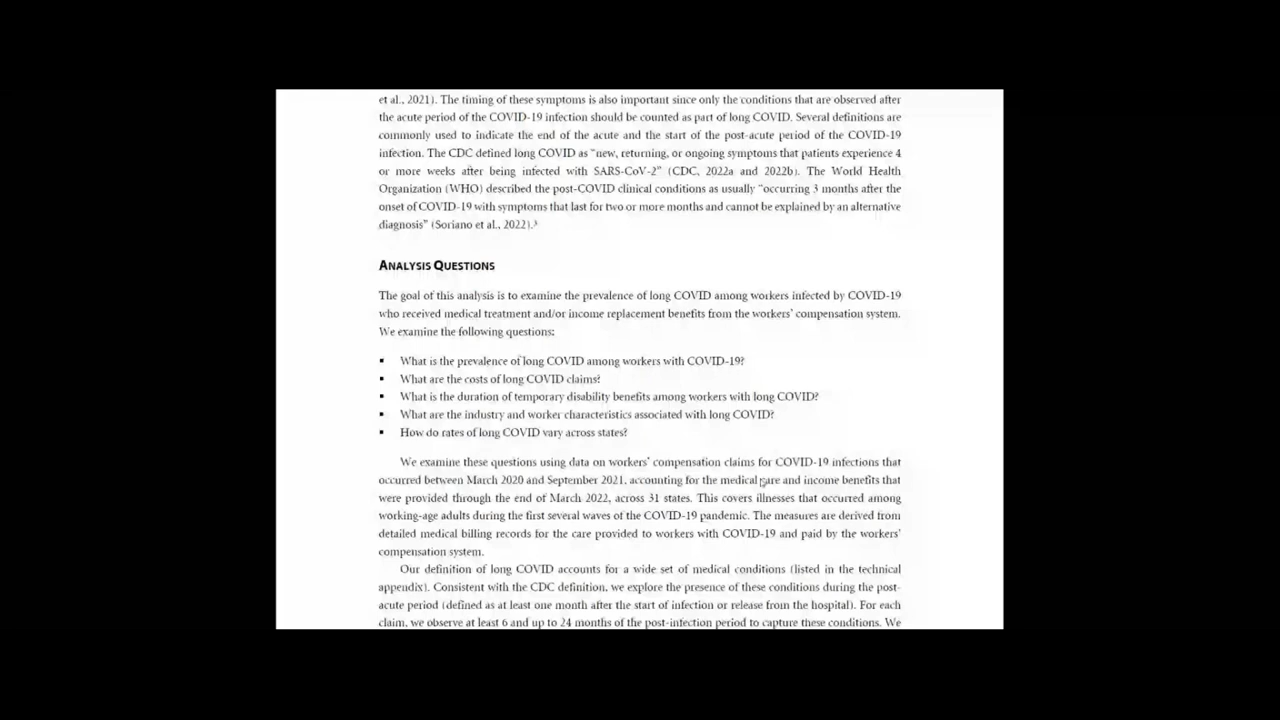 et al., 2021). The timing of these symptoms is also important since only the conditions that are observed after
the acute period of the COVID-19 infection should be counted as part of long COVID. Several definitions are
commonly used to indicate the end of the acute and the start of the post-acute period of the COVID-19
infection. The CDC defined long COVID as "new, returning, or ongoing symptoms that patients experience 4
or more weeks after being infected with SARS-CoV-2" (CDC, 2022a and 2022b). The World Health
Organization (WHO) described the post-COVID clinical conditions as usually "occurring 3 months after the
onset of COVID-19 with symptoms that last for two or more months and cannot be explained by an alternative
diagnosis" (Soriano et al., 2022).³
ANALYSIS QUESTIONS
The goal of this analysis is to examine the prevalence of long COVID among workers infected by COVID-19
who received medical treatment and/or income replacement benefits from the workers' compensation system.
We examine the following questions:
▪ What is the prevalence of long COVID among workers with COVID-19?
▪ What are the costs of long COVID claims?
▪ What is the duration of temporary disability benefits among workers with long COVID?
▪ What are the industry and worker characteristics associated with long COVID?
▪ How do rates of long COVID vary across states?
We examine these questions using data on workers' compensation claims for COVID-19 infections that
occurred between March 2020 and September 2021, accounting for the medical care and income benefits that
were provided through the end of March 2022, across 31 states. This covers illnesses that occurred among
working-age adults during the first several waves of the COVID-19 pandemic. The measures are derived from
detailed medical billing records for the care provided to workers with COVID-19 and paid by the workers'
compensation system.
Our definition of long COVID accounts for a wide set of medical conditions (listed in the technical
appendix). Consistent with the CDC definition, we explore the presence of these conditions during the post-
acute period (defined as at least one month after the start of infection or release from the hospital). For each
claim, we observe at least 6 and up to 24 months of the post-infection period to capture these conditions. We